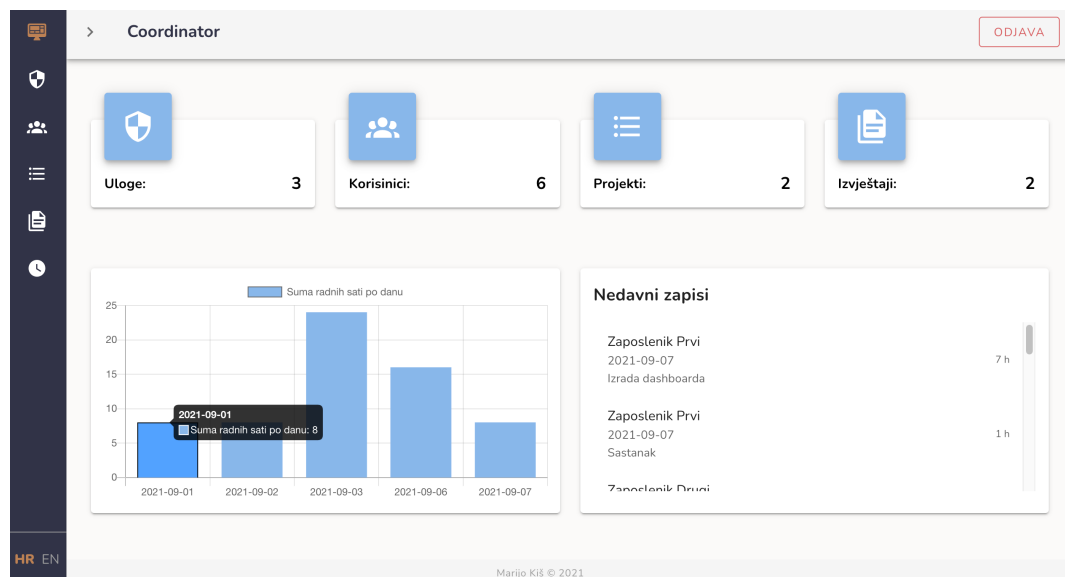 Coordinator
ODJAVA
Uloge: 3
Korisinici: 6
Projekti: 2
Izvještaji: 2
Suma radnih sati po danu
25
20
15
10
5
0
2021-09-01
Suma radnih sati po danu: 8
2021-09-01 2021-09-02 2021-09-03 2021-09-06 2021-09-07
Nedavni zapisi
Zaposlenik Prvi
2021-09-07 7 h
Izrada dashboarda
Zaposlenik Prvi
2021-09-07 1 h
Sastanak
Zaposlenik Drugi
HR EN
Marijo Kiš © 2021